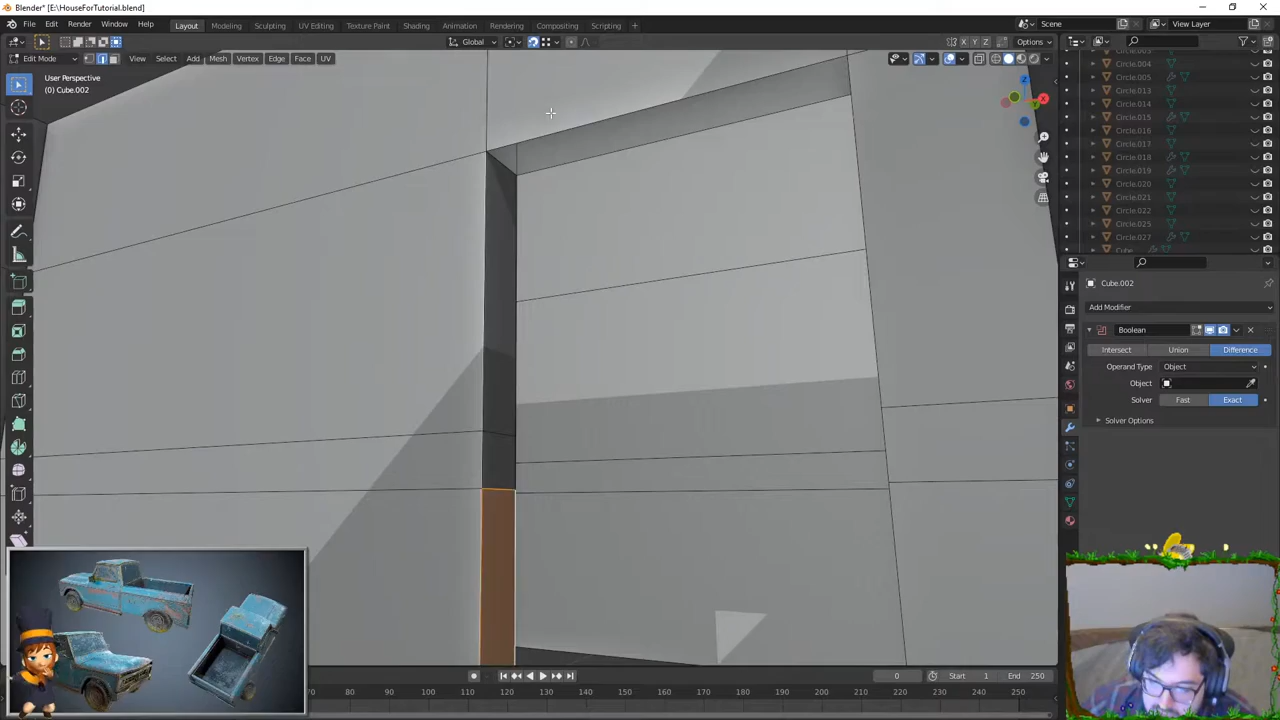 Blender* [E:\HouseForTutorial.blend]
File Edit Render Window Help Layout Modeling Sculpting UV Editing Texture Paint Shading Animation Rendering Compositing Scripting + Scene View Layer
Global Options
Edit Mode View Select Add Mesh Vertex Edge Face UV
X Y Z
User Perspective
(0) Cube.002
Z
X
Circle.004
Circle.005
Circle.013
Circle.014
Circle.015
Circle.016
Circle.017
Circle.018
Circle.019
Circle.020
Circle.021
Circle.022
Circle.025
Circle.027
Cube
Cube.002
Add Modifier
Boolean
Intersect Union Difference
Operand Type Object
Object
Solver Fast Exact
Solver Options
0 Start 1 End 250
70 80 90 100 110 120 130 140 150 160 170 180 190 200 210 220 230 240 250